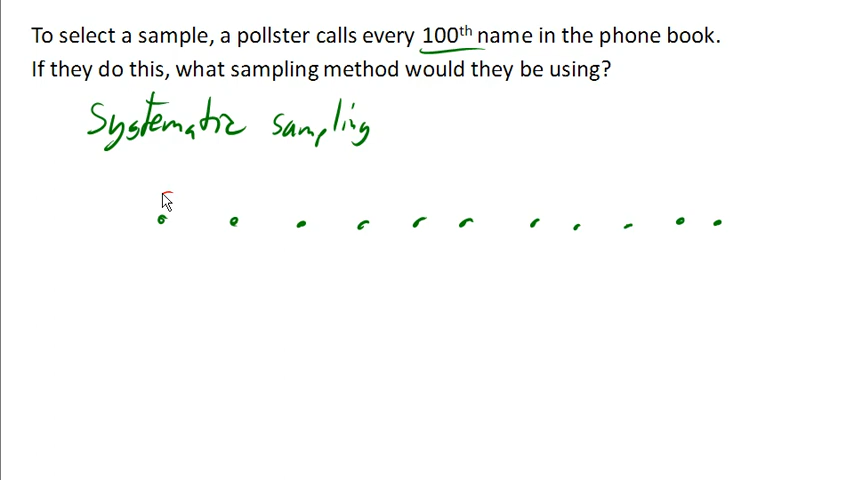 To select a sample, a pollster calls every 100th name in the phone book.
If they do this, what sampling method would they be using?
Systematic sampling